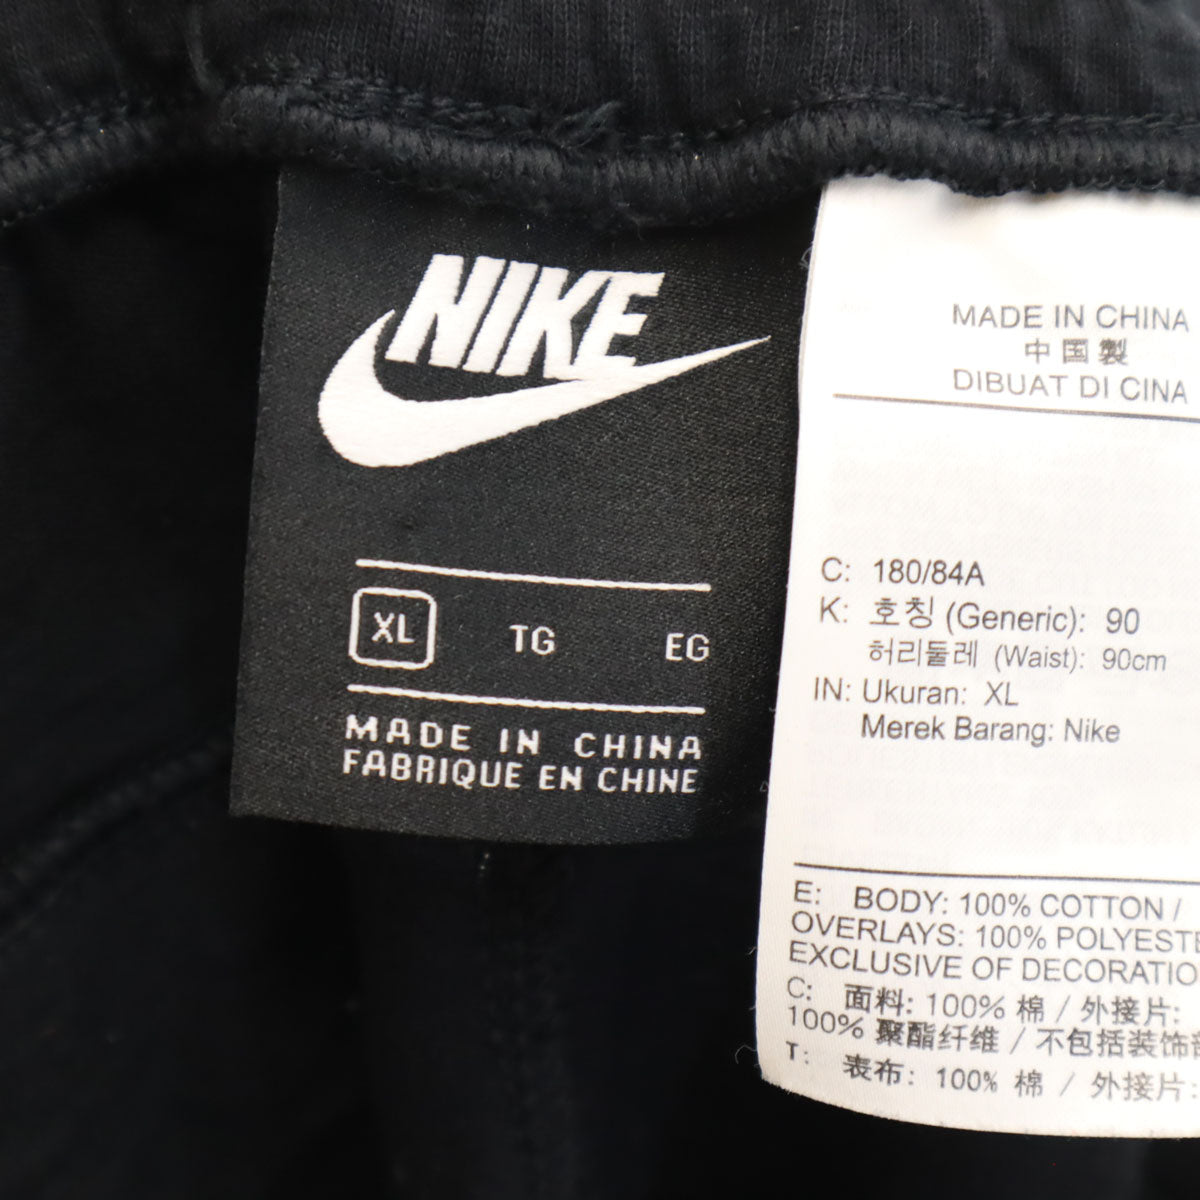 NIKE
XL TG EG
MADE IN CHINA
FABRIQUE EN CHINE
MADE IN CHINA
中国製
DIBUAT DI CINA
C: 180/84A
K: 호칭 (Generic): 90
허리둘레 (Waist): 90cm
IN: Ukuran: XL
Merek Barang: Nike
E: BODY: 100% COTTON /
OVERLAYS: 100% POLYESTE
EXCLUSIVE OF DECORATIO
C: 面料: 100% 棉 / 外接片:
100% 聚酯纤维 / 不包括装饰部
T: 表布: 100% 棉 / 外接片: